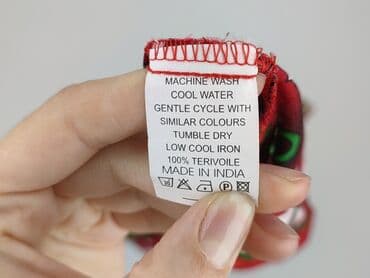 MACHINE WASH
COOL WATER
GENTLE CYCLE WITH
SIMILAR COLOURS
TUMBLE DRY
LOW COOL IRON
100% TERIVOILE
MADE IN INDIA